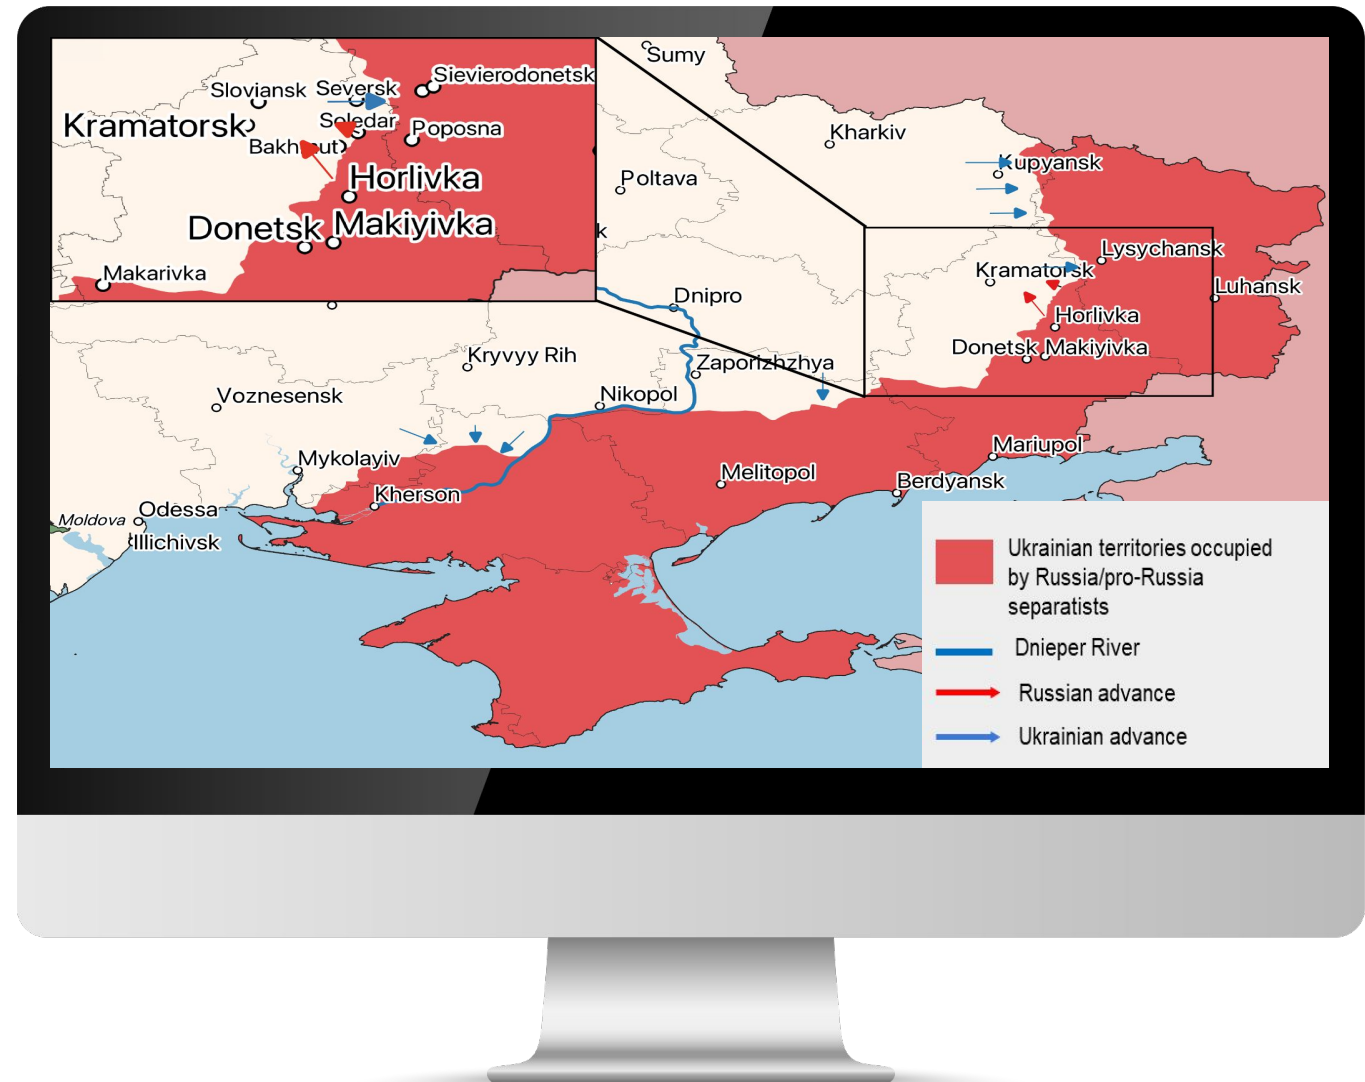 Sievierodonetsk
Sloviansk
Seversk
Kramatorsk
Soledar
Poposna
Horlivka
Donetsk
Makiyivka
Makarivka
Sumy
Kharkiv
Kupyansk
Poltava
k
Lysychansk
Kramatorsk
Luhansk
Dnipro
Horlivka
Donetsk
Makiyivka
Kryvyy Rih
Zaporizhzhya
Voznesensk
Nikopol
Mykolayiv
Mariupol
Melitopol
Berdyansk
Kherson
Odessa
Moldova
Illichivsk
Ukrainian territories occupied
by Russia/pro-Russia
separatists
Dnieper River
Russian advance
Ukrainian advance